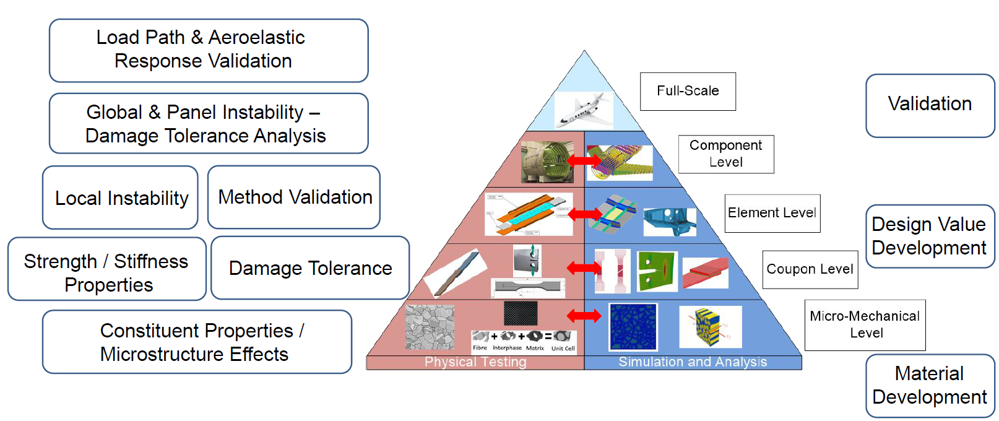 Load Path & Aeroelastic
Response Validation
Global & Panel Instability –
Damage Tolerance Analysis
Local Instability
Method Validation
Strength / Stiffness
Properties
Damage Tolerance
Constituent Properties /
Microstructure Effects
Fibre
+
Interphase
+
Matrix
=
Unit Cell
Physical Testing
Simulation and Analysis
Full-Scale
Component
Level
Element Level
Coupon Level
Micro-Mechanical
Level
Validation
Design Value
Development
Material
Development